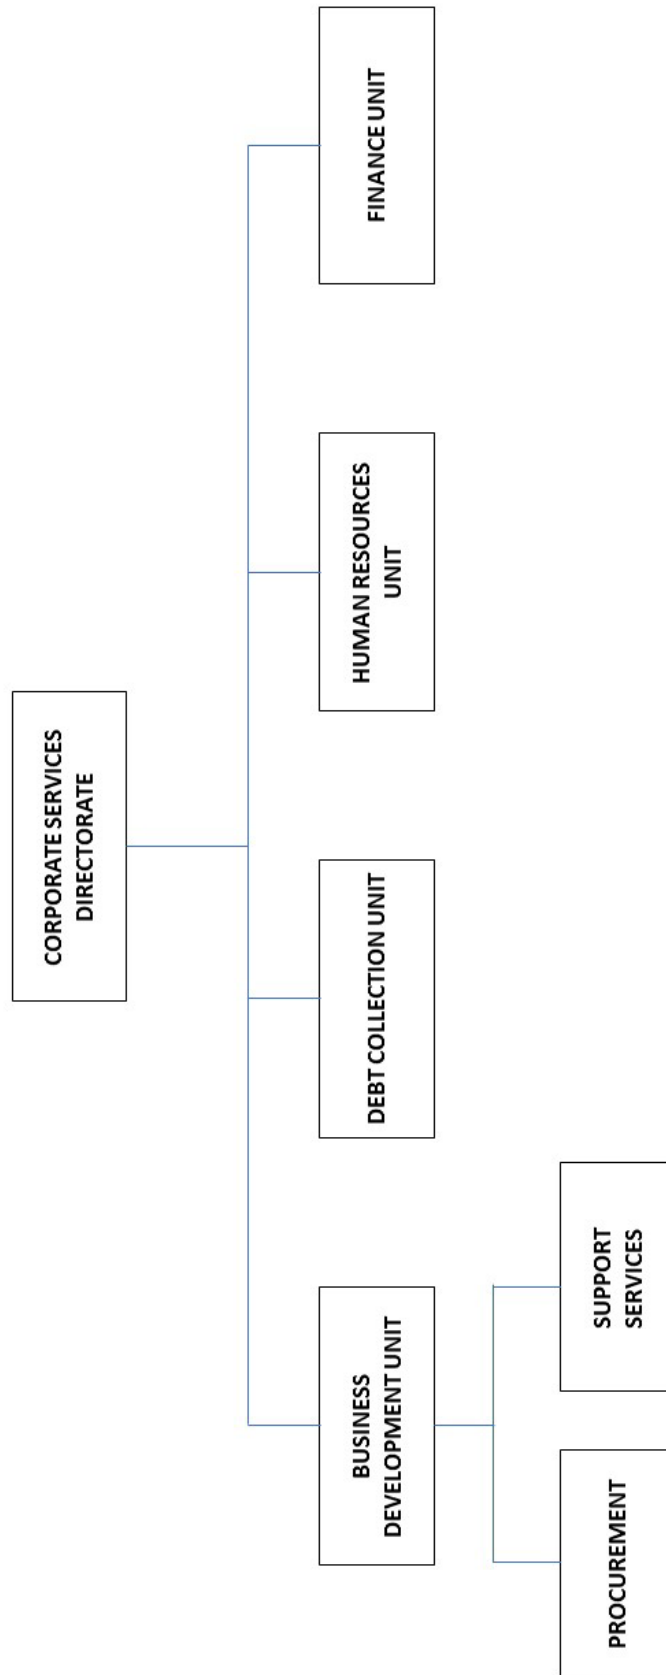 CORPORATE SERVICES
DIRECTORATE
BUSINESS
DEVELOPMENT UNIT
DEBT COLLECTION UNIT
HUMAN RESOURCES
UNIT
FINANCE UNIT
PROCUREMENT
SUPPORT
SERVICES